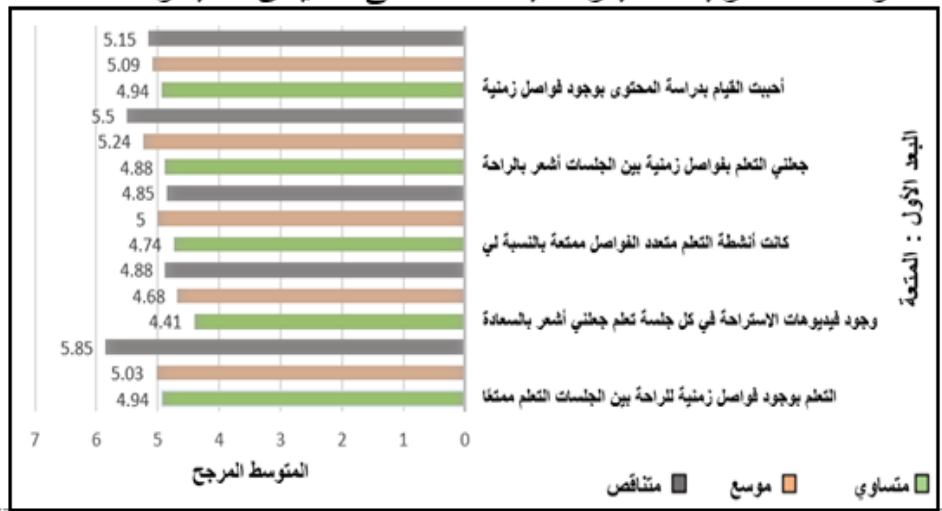 5.15
5.09
4.94
أحببت القيام بدراسة المحتوى بوجود فواصل زمنية
5.5
5.24
4.88
جعلني التعلم بفواصل زمنية بين الجلسات أشعر بالراحة
4.85
5
4.74
كانت أنشطة التعلم متعدد الفواصل ممتعة بالنسبة لي
4.88
4.68
4.41
وجود فيديوهات الاستراحة في كل جلسة تعلم جعلني أشعر بالسعادة
5.85
5.03
4.94
التعلم بوجود فواصل زمنية للراحة بين الجلسات التعلم ممتعًا
البعد الأول : المتعة
7 6 5 4 3 2 1 0
المتوسط المرجح
متساوي موسع متناقص